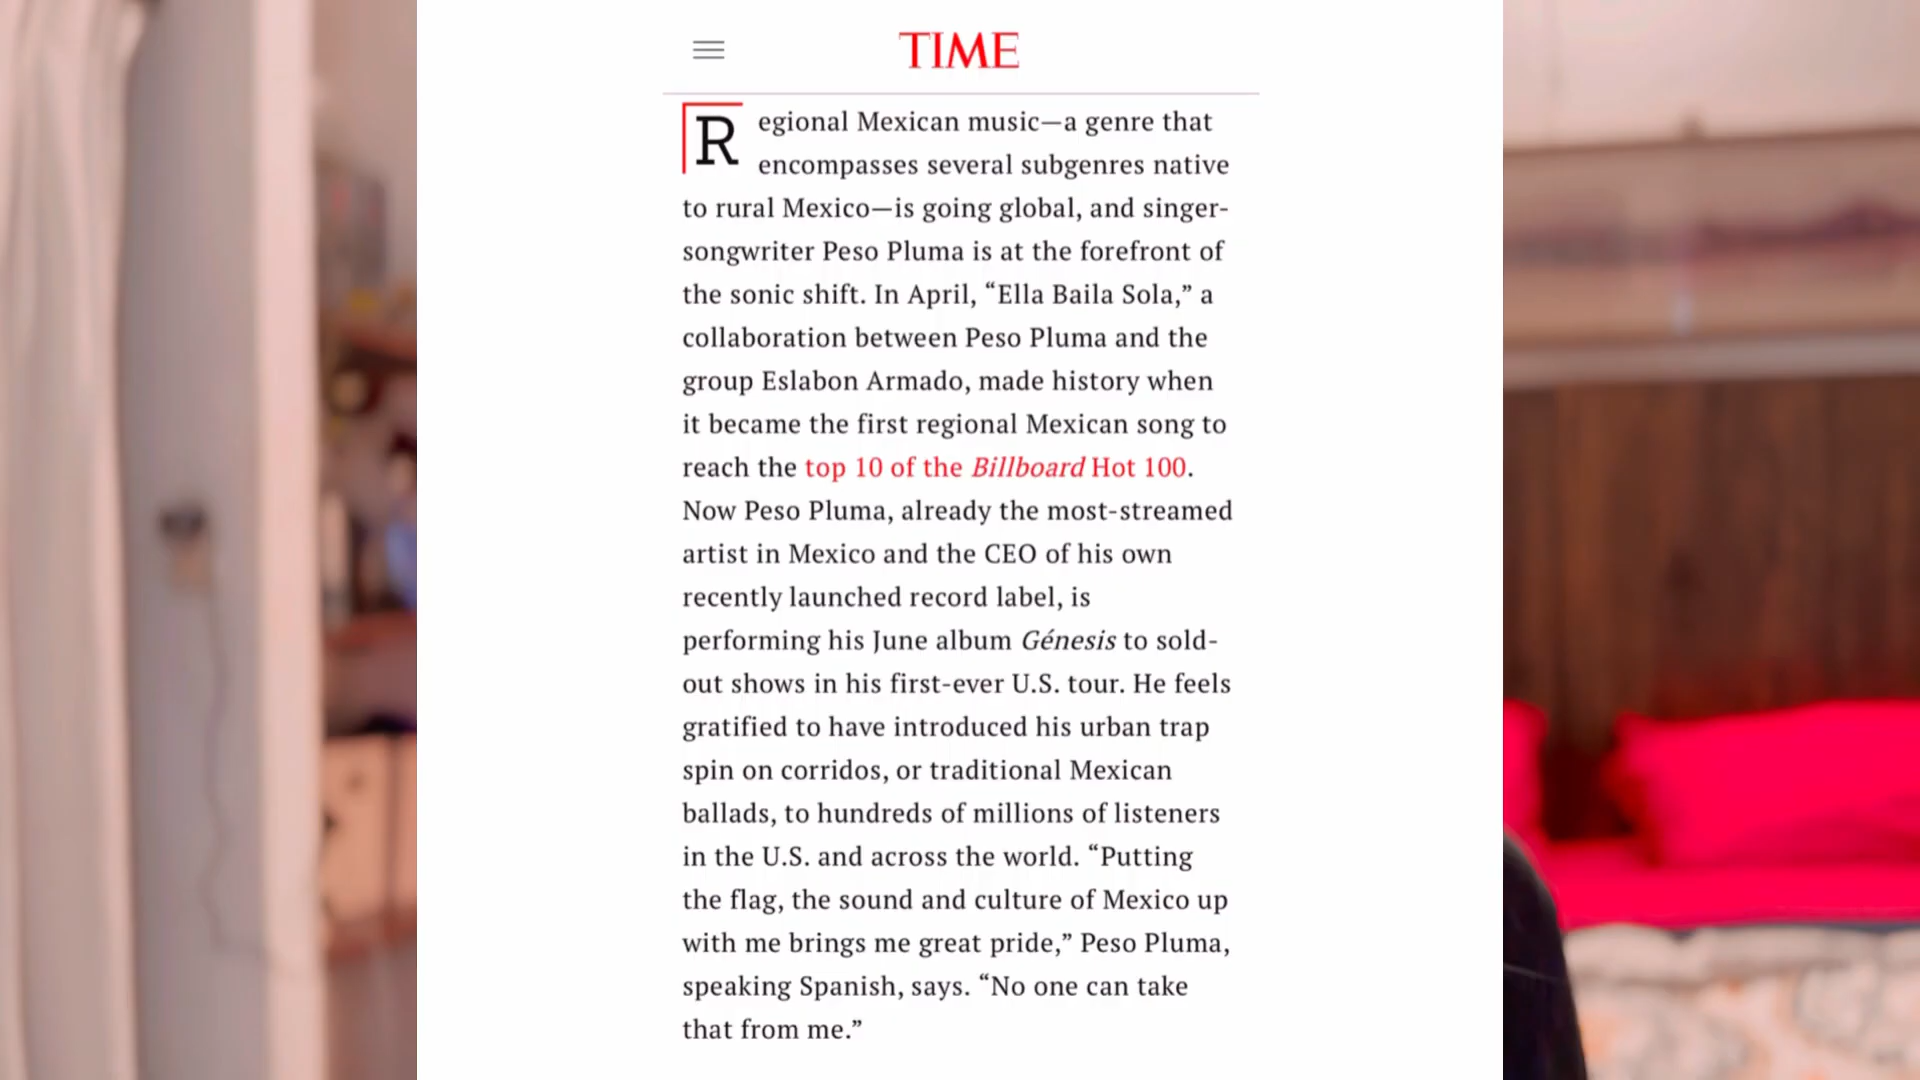 TIME
Regional Mexican music—a genre that
encompasses several subgenres native
to rural Mexico—is going global, and singer-
songwriter Peso Pluma is at the forefront of
the sonic shift. In April, “Ella Baila Sola,” a
collaboration between Peso Pluma and the
group Eslabon Armado, made history when
it became the first regional Mexican song to
reach the top 10 of the Billboard Hot 100.
Now Peso Pluma, already the most-streamed
artist in Mexico and the CEO of his own
recently launched record label, is
performing his June album Génesis to sold-
out shows in his first-ever U.S. tour. He feels
gratified to have introduced his urban trap
spin on corridos, or traditional Mexican
ballads, to hundreds of millions of listeners
in the U.S. and across the world. “Putting
the flag, the sound and culture of Mexico up
with me brings me great pride,” Peso Pluma,
speaking Spanish, says. “No one can take
that from me.”